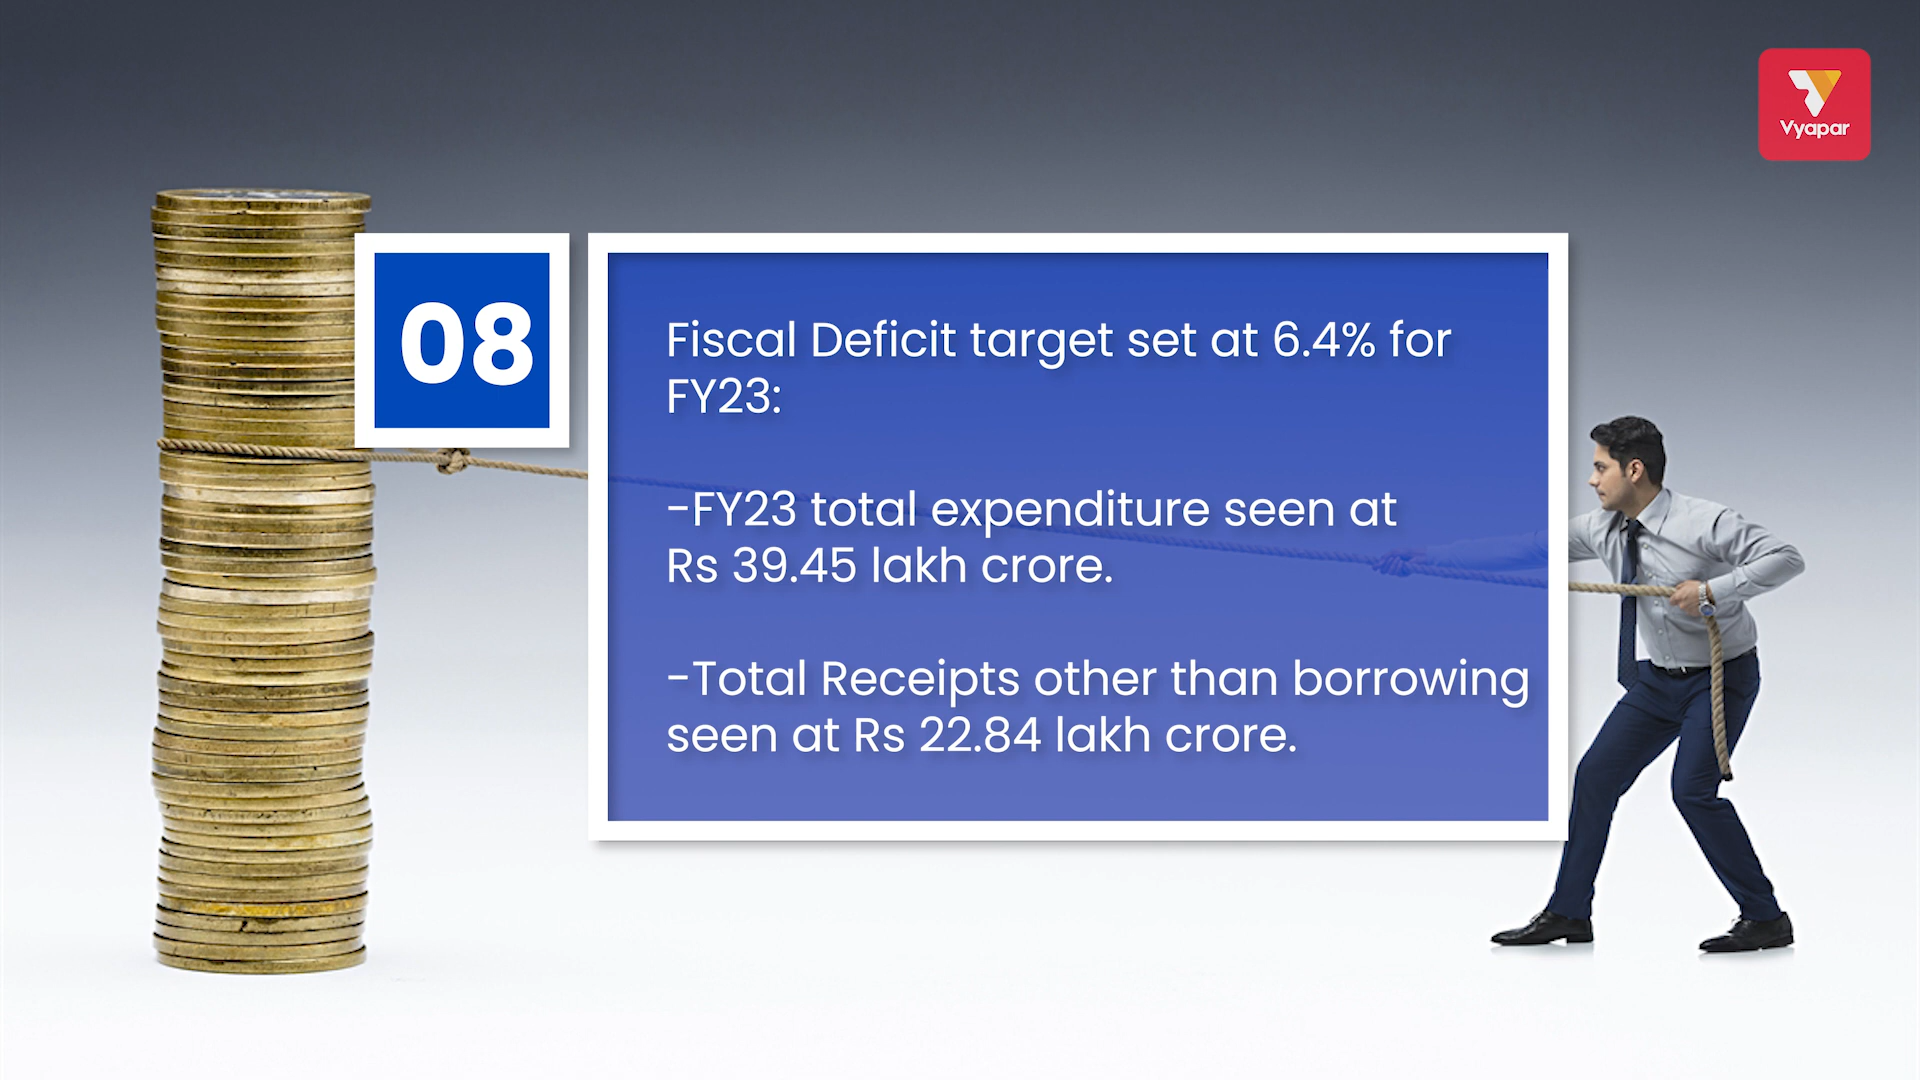 Vyapar
08
Fiscal Deficit target set at 6.4% for
FY23:
-FY23 total expenditure seen at
Rs 39.45 lakh crore.
-Total Receipts other than borrowing
seen at Rs 22.84 lakh crore.